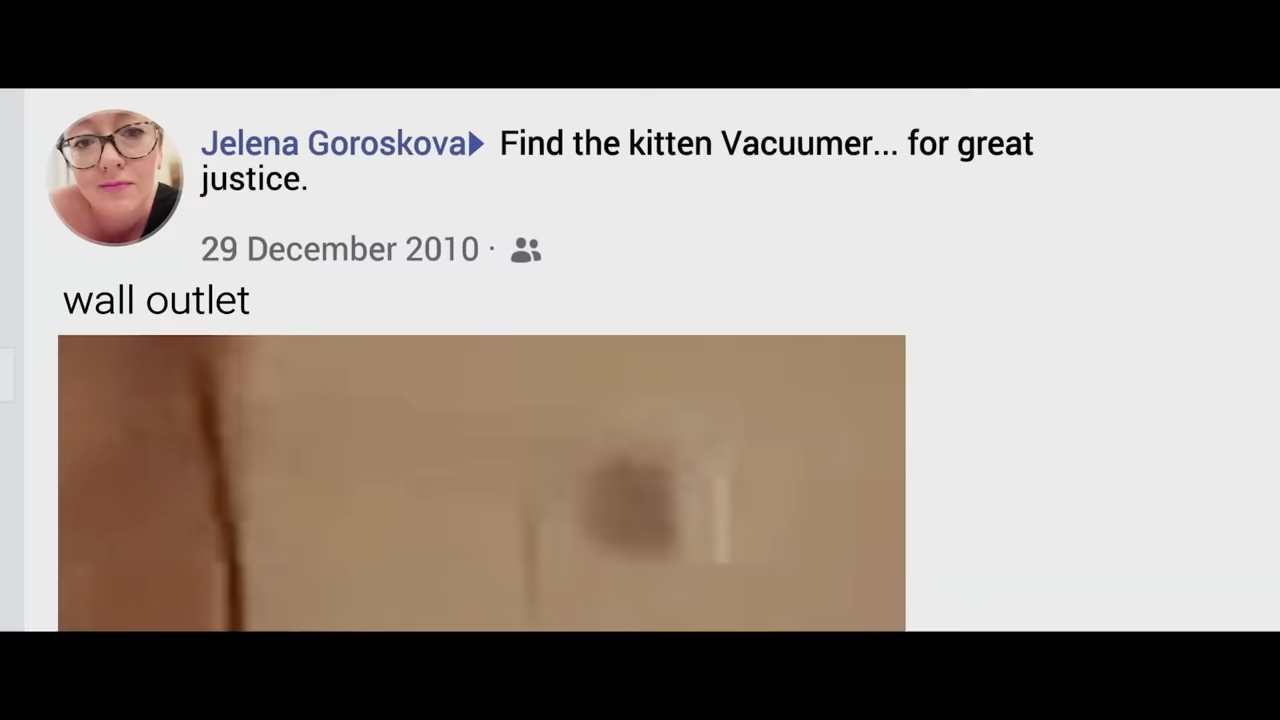 Jelena Goroskova Find the kitten Vacuumer... for great
justice.
29 December 2010 ·
wall outlet